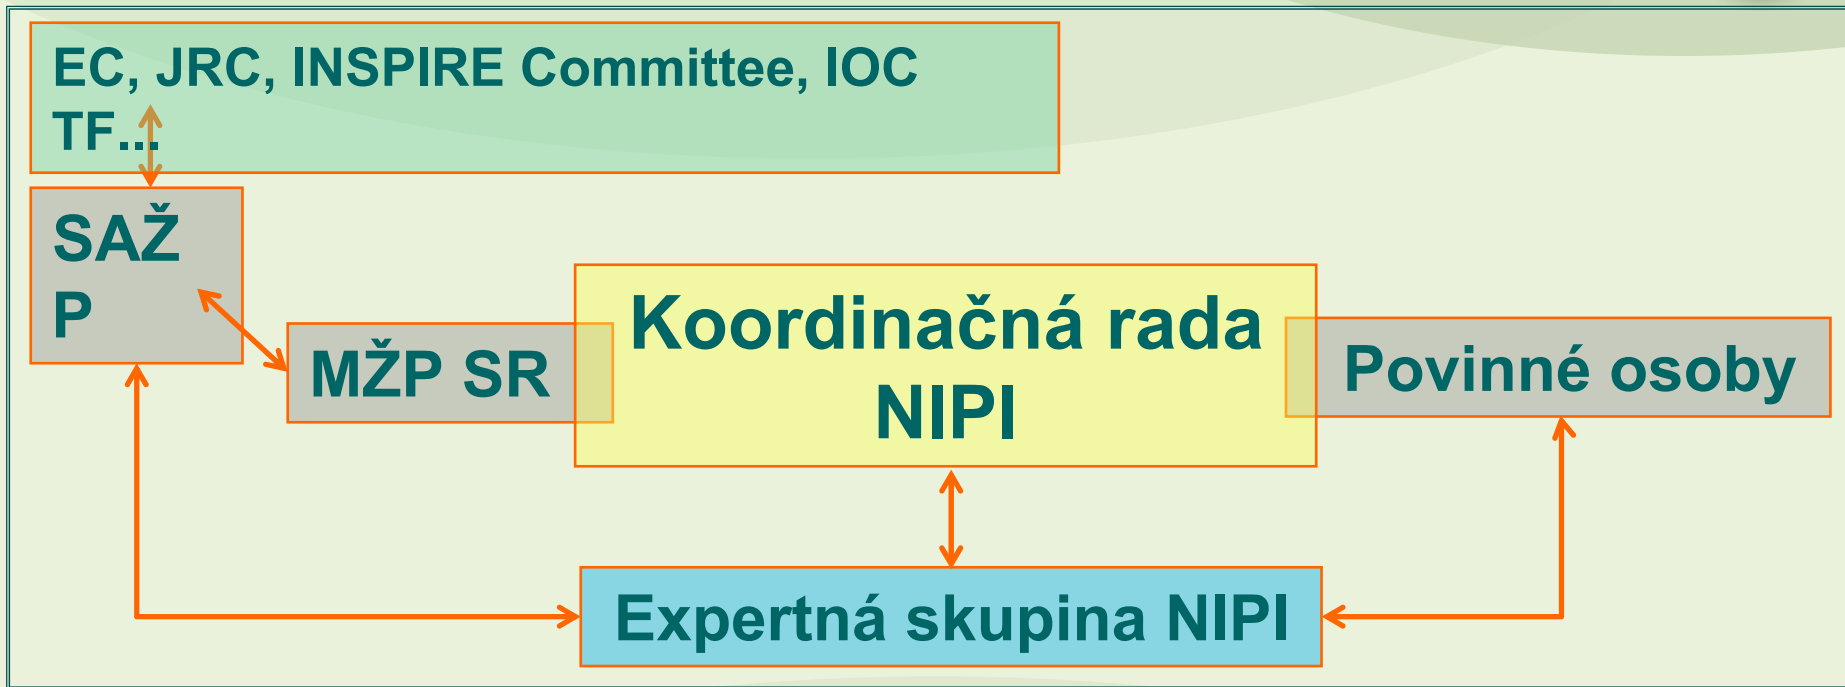 EC, JRC, INSPIRE Committee, IOC
TF...
SAŽ
P
MŽP SR
Koordinačná rada
NIPI
Povinné osoby
Expertná skupina NIPI